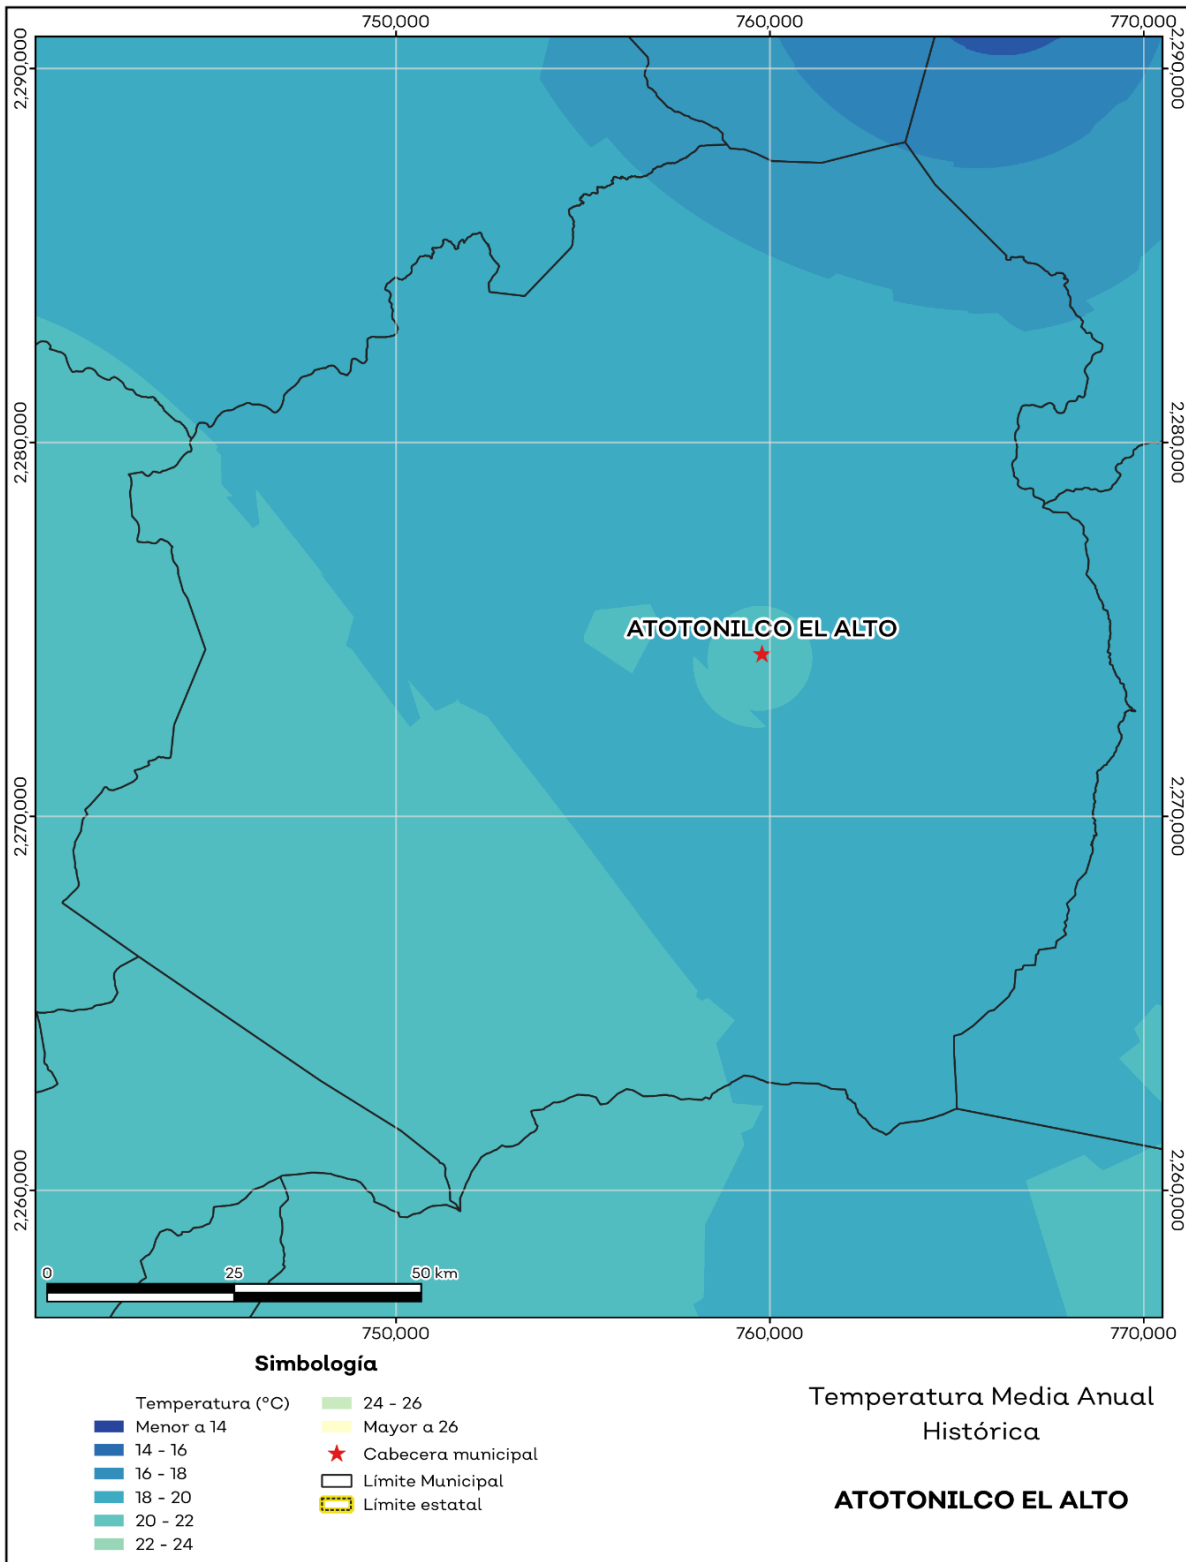 750,000
760,000
770,000
2,290,000
2,290,000
2,280,000
2,280,000
ATOTONILCO EL ALTO
2,270,000
2,270,000
2,260,000
2,260,000
0
25
50 km
750,000
760,000
770,000
Simbología
Temperatura (°C)
Menor a 14
14 - 16
16 - 18
18 - 20
20 - 22
22 - 24
24 - 26
Mayor a 26
Cabecera municipal
Límite Municipal
Límite estatal
Temperatura Media Anual
Histórica
ATOTONILCO EL ALTO